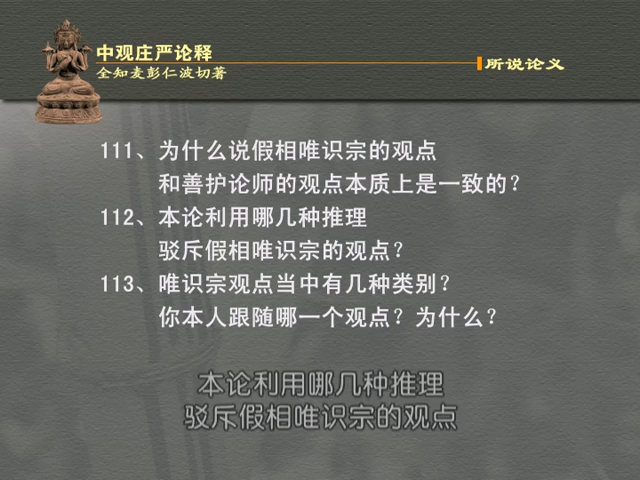 中观庄严论释
全知麦彭仁波切著
所说论义
111、为什么说假相唯识宗的观点
和善护论师的观点本质上是一致的？
112、本论利用哪几种推理
驳斥假相唯识宗的观点？
113、唯识宗观点当中有几种类别？
你本人跟随哪一个观点？为什么？
本论利用哪几种推理
驳斥假相唯识宗的观点